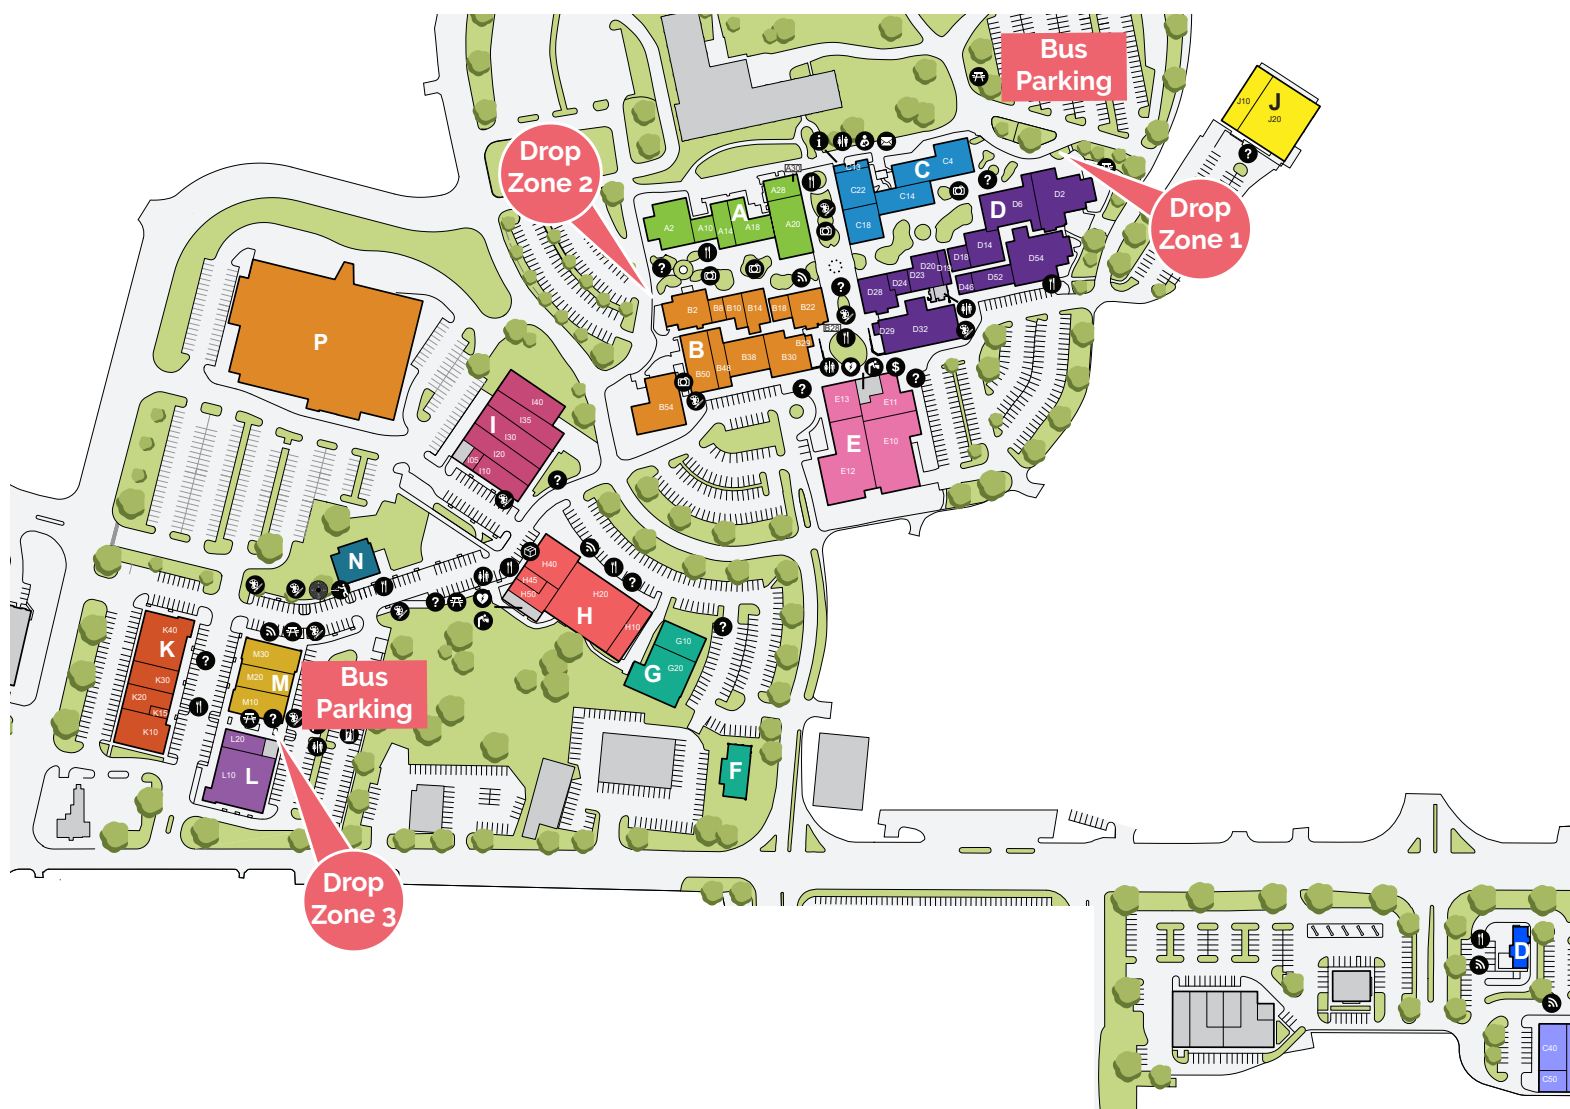 Bus
Parking
J10
J
J20
Drop
Zone 2
C13
C4
C
C22
C14
C18
A30
A28
A
A2
A10
A14
A18
A20
D2
D
D6
D14
D18
D54
D20
D19
D23
D24
D52
D46
D28
D29
D32
Drop
Zone 1
B2
B8
B10
B14
B18
B22
B28
B
B29
B38
B30
B50
B48
B54
P
I40
I
I35
I30
I20
I05
I10
E13
E11
E
E10
E12
N
H40
H45
H50
H20
H
H10
G10
G
G20
K40
K
K30
K20
K15
K10
M30
M20
M
M10
Bus
Parking
L20
L10
L
F
Drop
Zone 3
D
C40
C50
i
?
?
?
?
?
?
?
?
?
?
?
?
?
$